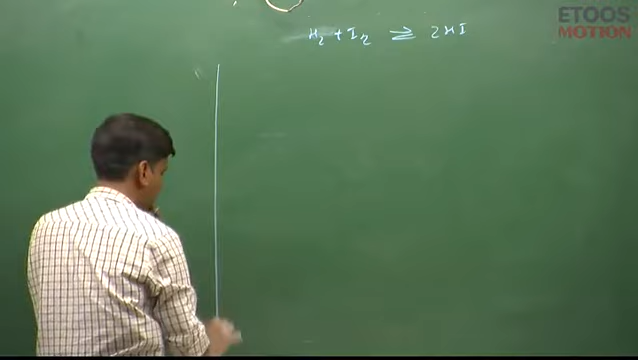 ETOOS
MOTION
H₂ + I₂ ⇌ 2HI